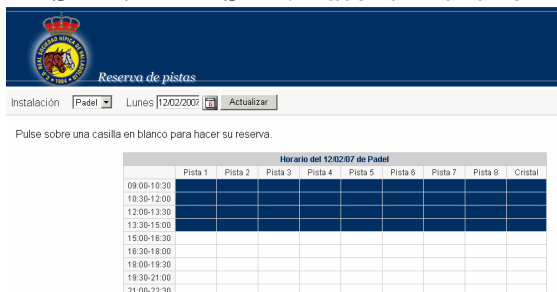 Reserva de pistas
Instalación Padel Lunes 12/02/2007 Actualizar
Pulse sobre una casilla en blanco para hacer su reserva.
Horario del 12/02/07 de Padel
Pista 1 Pista 2 Pista 3 Pista 4 Pista 5 Pista 6 Pista 7 Pista 8 Cristal
09:00-10:30
10:30-12:00
12:00-13:30
13:30-15:00
15:00-16:30
16:30-18:00
18:00-19:30
19:30-21:00
21:00-22:30